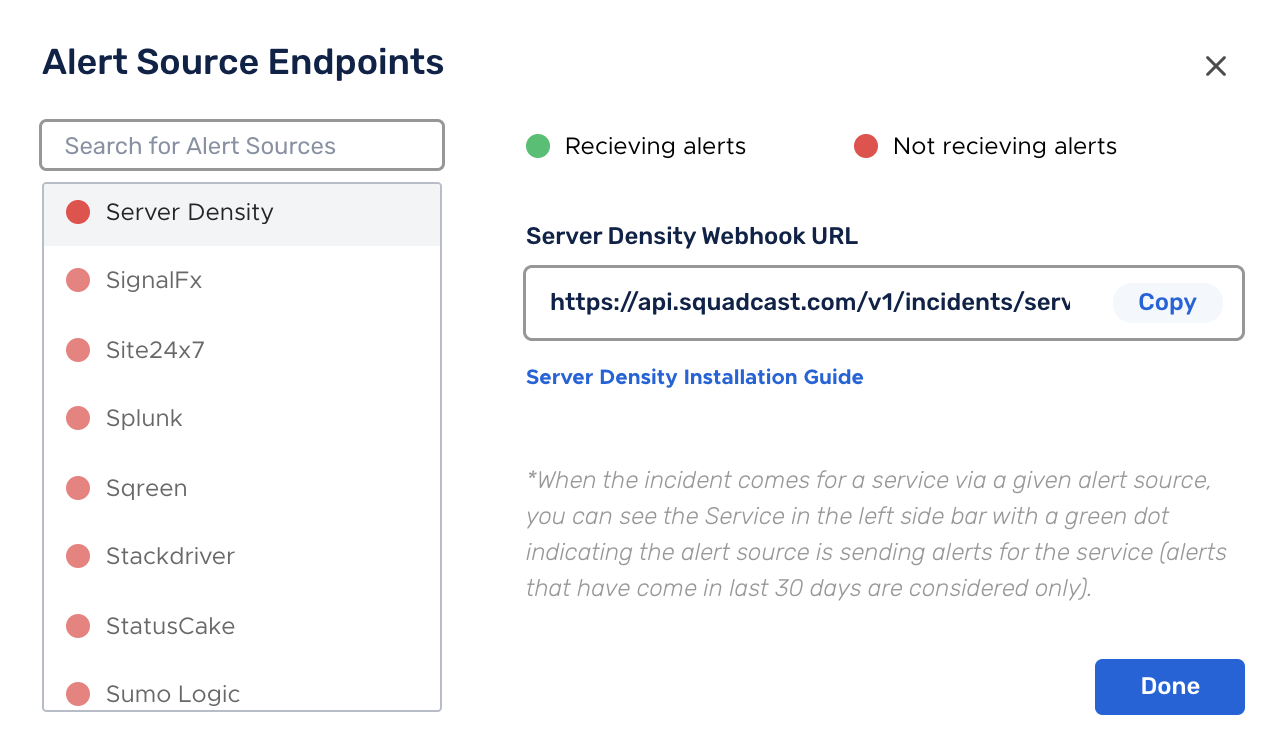 Alert Source Endpoints
Search for Alert Sources
Server Density
SignalFx
Site24x7
Splunk
Sqreen
Stackdriver
StatusCake
Sumo Logic
Recieving alerts
Not recieving alerts
Server Density Webhook URL
https://api.squadcast.com/v1/incidents/serv
Copy
Server Density Installation Guide
*When the incident comes for a service via a given alert source,
you can see the Service in the left side bar with a green dot
indicating the alert source is sending alerts for the service (alerts
that have come in last 30 days are considered only).
Done